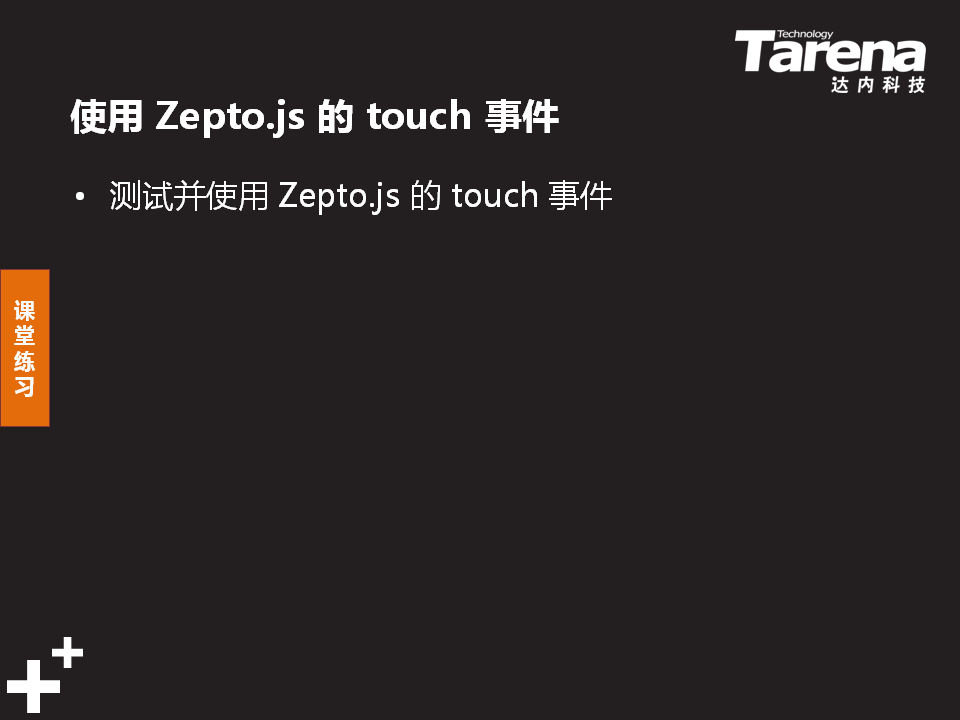 Technology
Tarena
达内科技
使用 Zepto.js 的 touch 事件
• 测试并使用 Zepto.js 的 touch 事件
课
堂
练
习